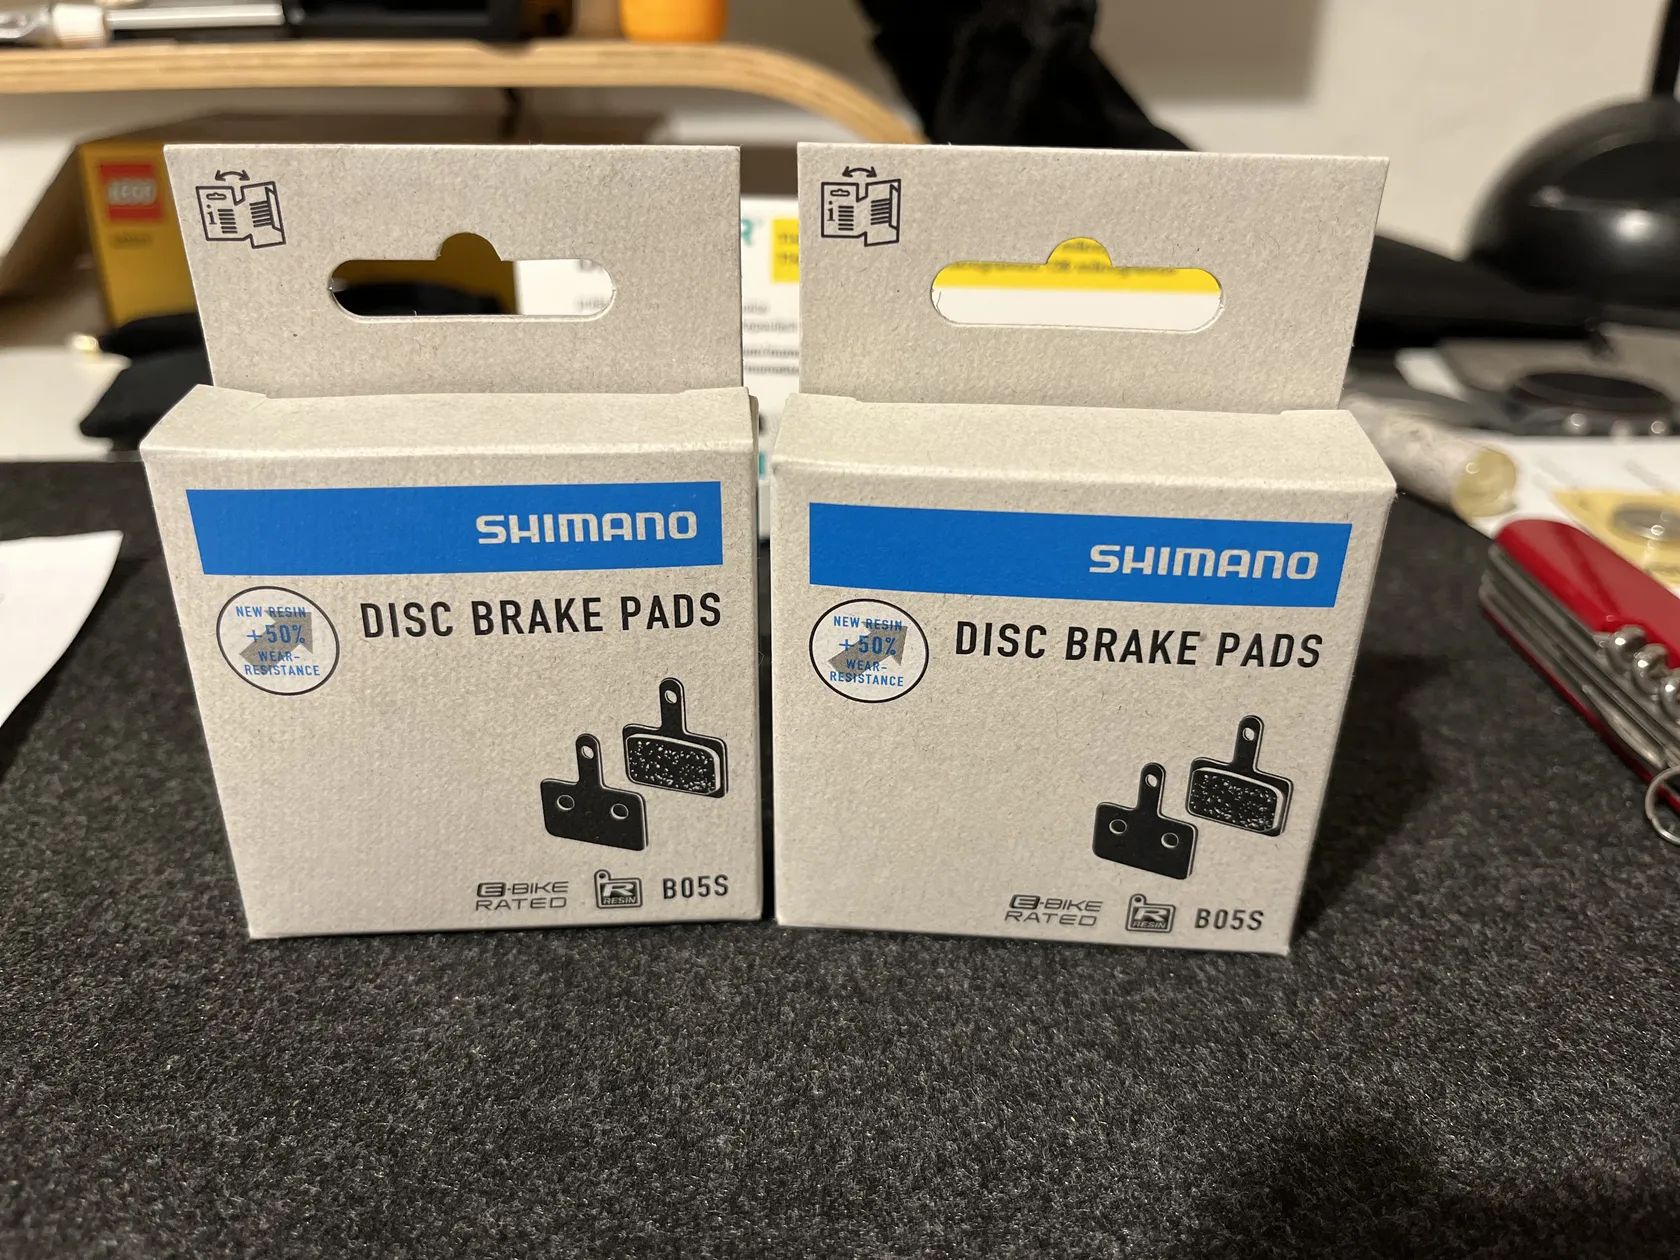 LEGO
SHIMANO
NEW RESIN
+50%
WEAR-
RESISTANCE
DISC BRAKE PADS
E-BIKE
RATED
R
RESIN
B05S
SHIMANO
NEW RESIN
+50%
WEAR-
RESISTANCE
DISC BRAKE PADS
E-BIKE
RATED
R
RESIN
B05S